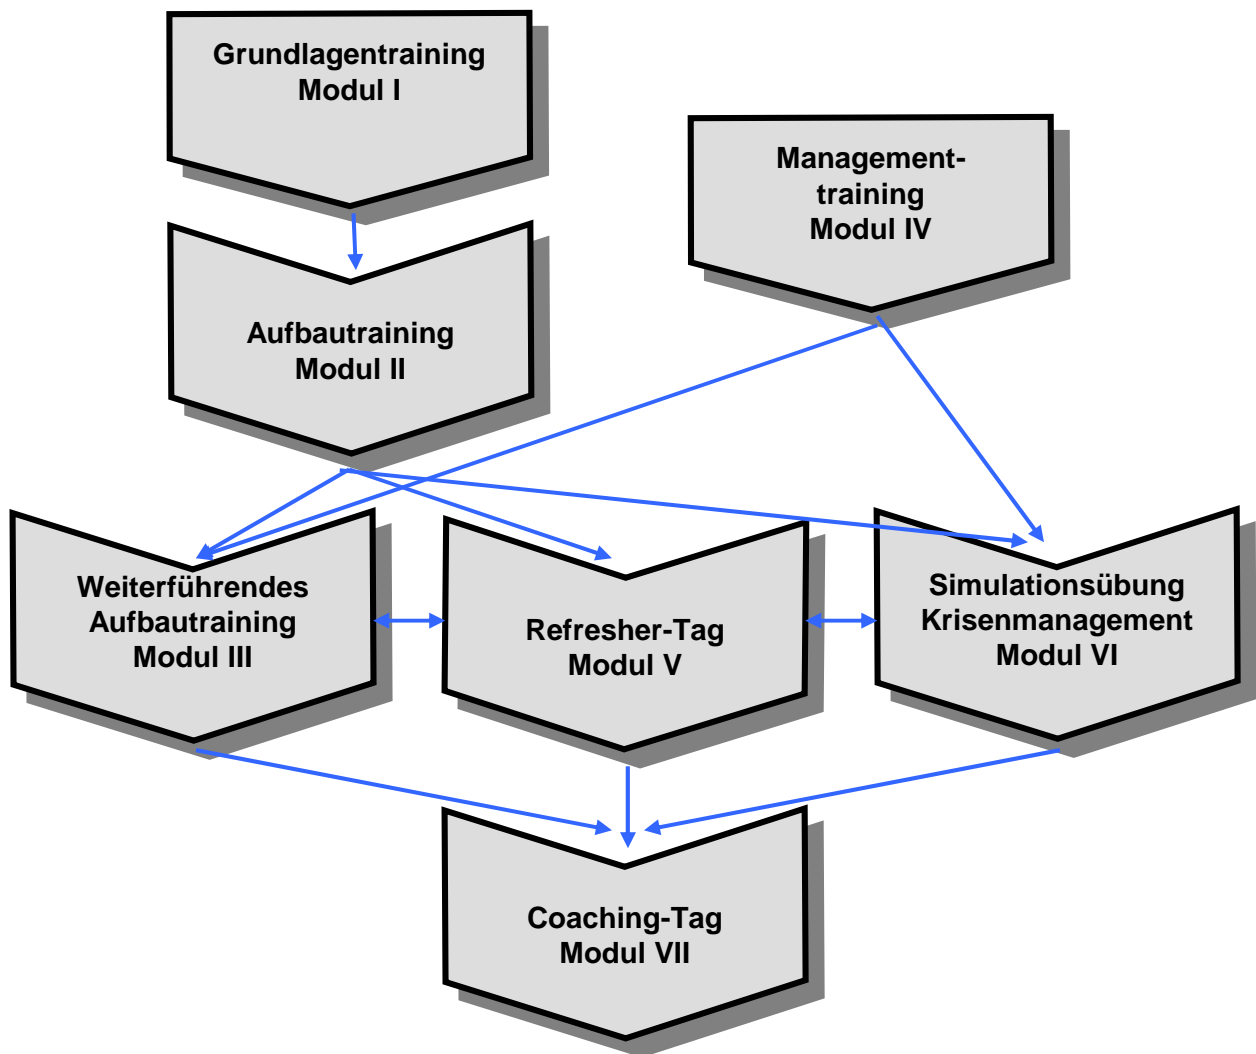 Grundlagentraining
Modul I
Management-
training
Modul IV
Aufbautraining
Modul II
Weiterführendes
Aufbautraining
Modul III
Refresher-Tag
Modul V
Simulationsübung
Krisenmanagement
Modul VI
Coaching-Tag
Modul VII